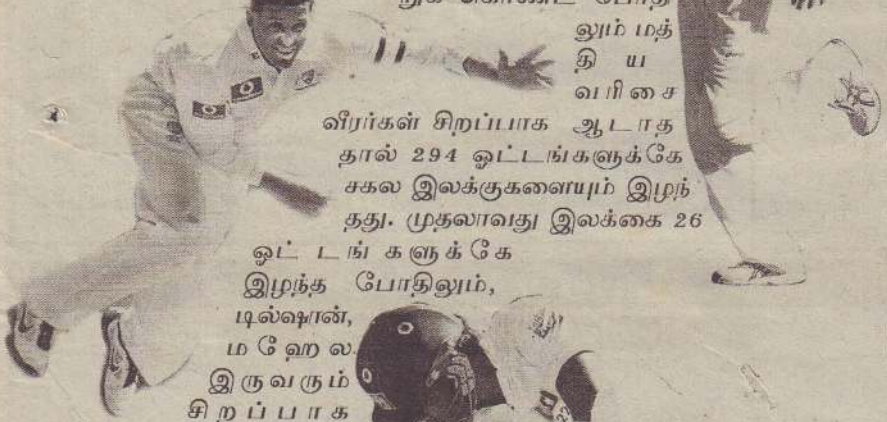 லும் மத்
தி ய
வரிசை
வீரர்கள் சிறப்பாக ஆடாத
தால் 294 ஓட்டங்களுக்கே
சகல இலக்குகளையும் இழந்
தது. முதலாவது இலக்கை 26
ஓட்டங்களுக்கே
இழந்த போதிலும்,
டில்ஷான்,
மஹேல
இருவரும்
சிறப்பாக